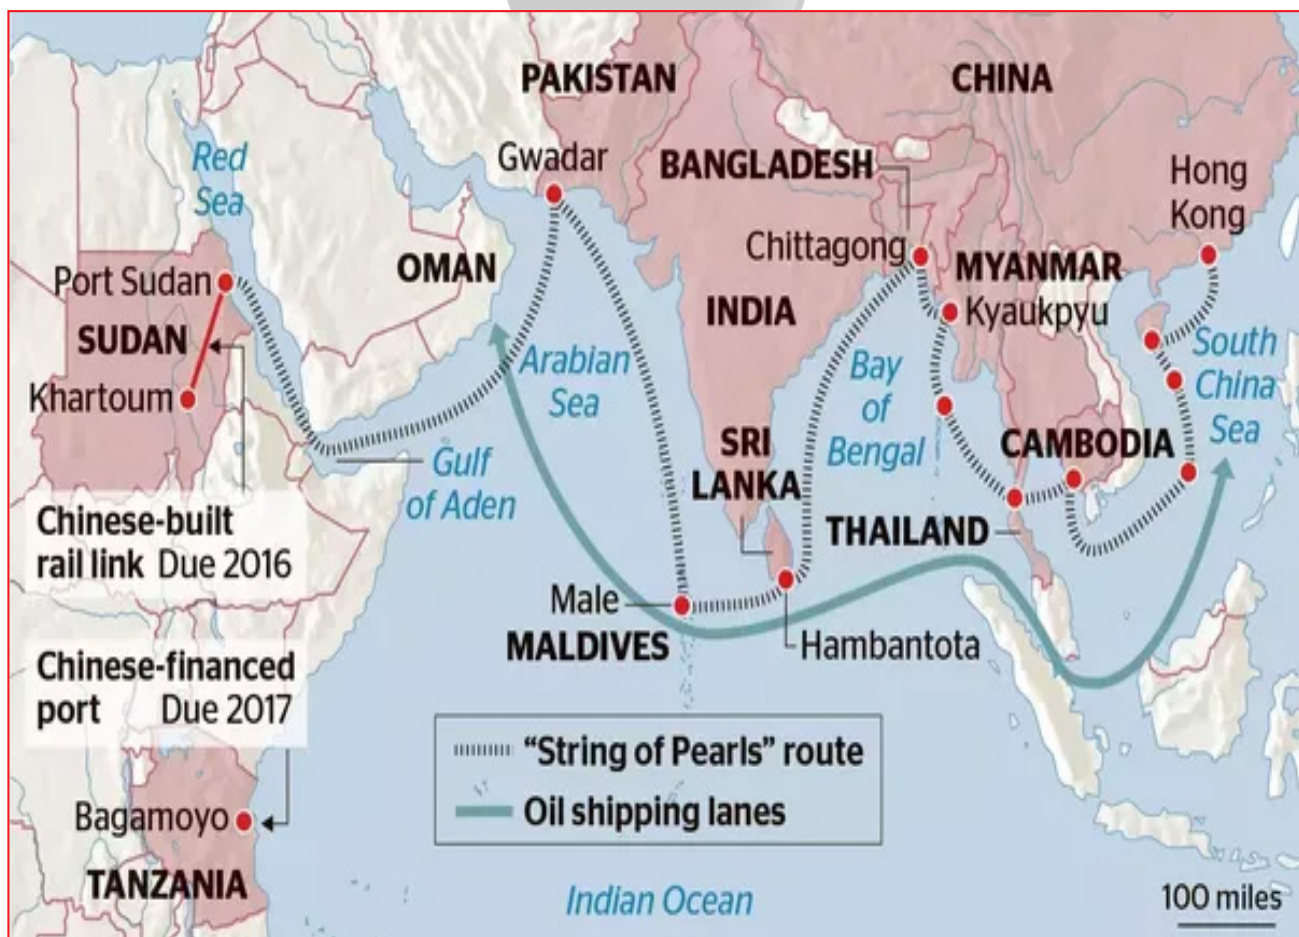 PAKISTAN
CHINA
Gwadar
BANGLADESH
Hong
Kong
Red
Sea
Chittagong
OMAN
MYANMAR
Port Sudan
INDIA
Kyaukpyu
SUDAN
Arabian
Sea
Bay
of
Bengal
South
China
Sea
Khartoum
SRI
LANKA
CAMBODIA
Gulf
of Aden
THAILAND
Chinese-built
rail link Due 2016
Male
MALDIVES
Hambantota
Chinese-financed
port Due 2017
"String of Pearls" route
Oil shipping lanes
Bagamoyo
TANZANIA
Indian Ocean
100 miles